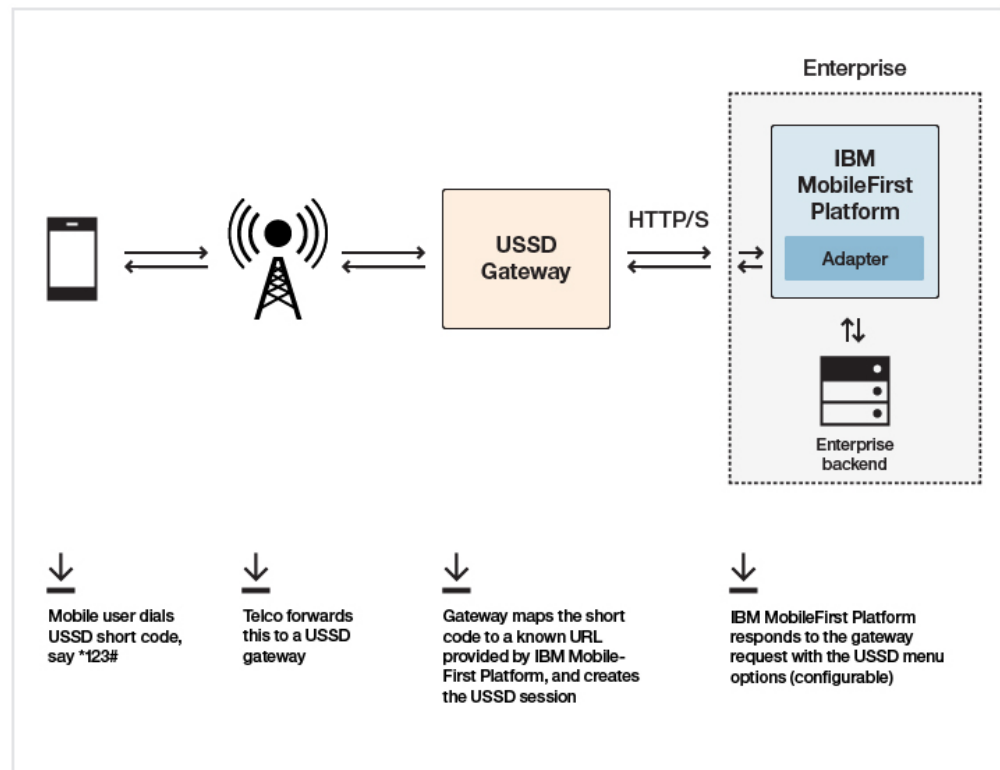 Enterprise
IBM
MobileFirst
Platform
Adapter
USSD
Gateway
HTTP/S
Enterprise
backend
Mobile user dials
USSD short code,
say *123#
Telco forwards
this to a USSD
gateway
Gateway maps the short
code to a known URL
provided by IBM Mobile-
First Platform, and creates
the USSD session
IBM MobileFirst Platform
responds to the gateway
request with the USSD menu
options (configurable)